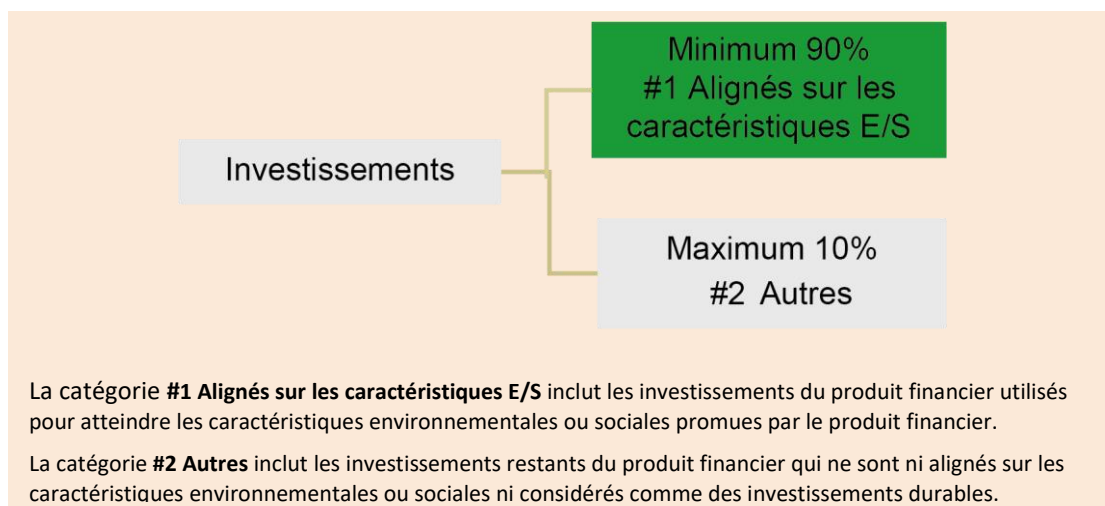 Minimum 90%
#1 Alignés sur les
caractéristiques E/S
Investissements
Maximum 10%
#2 Autres
La catégorie #1 Alignés sur les caractéristiques E/S inclut les investissements du produit financier utilisés
pour atteindre les caractéristiques environnementales ou sociales promues par le produit financier.
La catégorie #2 Autres inclut les investissements restants du produit financier qui ne sont ni alignés sur les
caractéristiques environnementales ou sociales ni considérés comme des investissements durables.